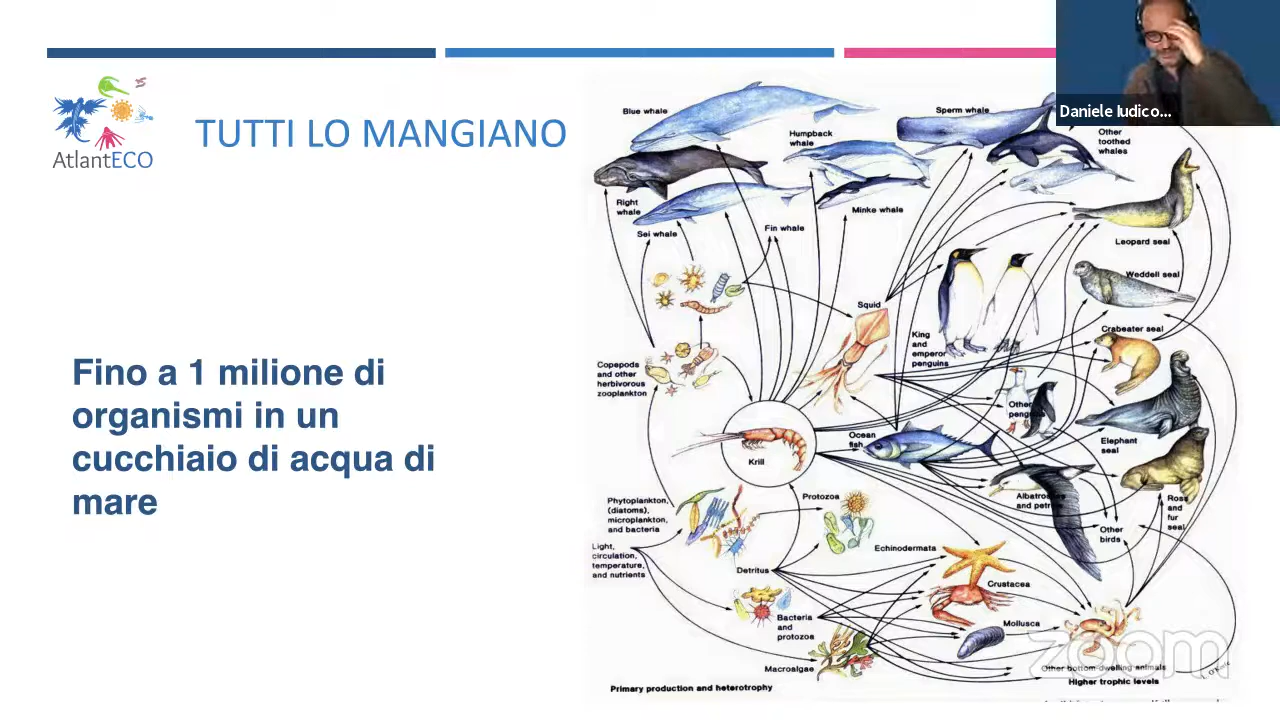 Daniele Iudico...
AtlantECO
TUTTI LO MANGIANO
Fino a 1 milione di
organismi in un
cucchiaio di acqua di
mare
Blue whale
Sperm whale
Humpback
whale
Other
toothed
whales
Right
whale
Minke whale
Sei whale
Fin whale
Leopard seal
Weddell seal
Squid
King
and
emperor
penguins
Crabeater seal
Copepods
and other
herbivorous
zooplankton
Other
Ocean
fish
Elephant
seal
Krill
Albatross
and petrel
Ross
and
fur
seal
Phytoplankton,
(diatoms),
microplankton,
and bacteria
Protozoa
Other
birds
Light,
circulation,
temperature,
and nutrients
Echinodermata
Detritus
Crustacea
Bacteria
and
protozoa
Mollusca
zoom
Macroalgae
Other bottom-dwelling animals
Higher trophic levels
Primary production and heterotrophy